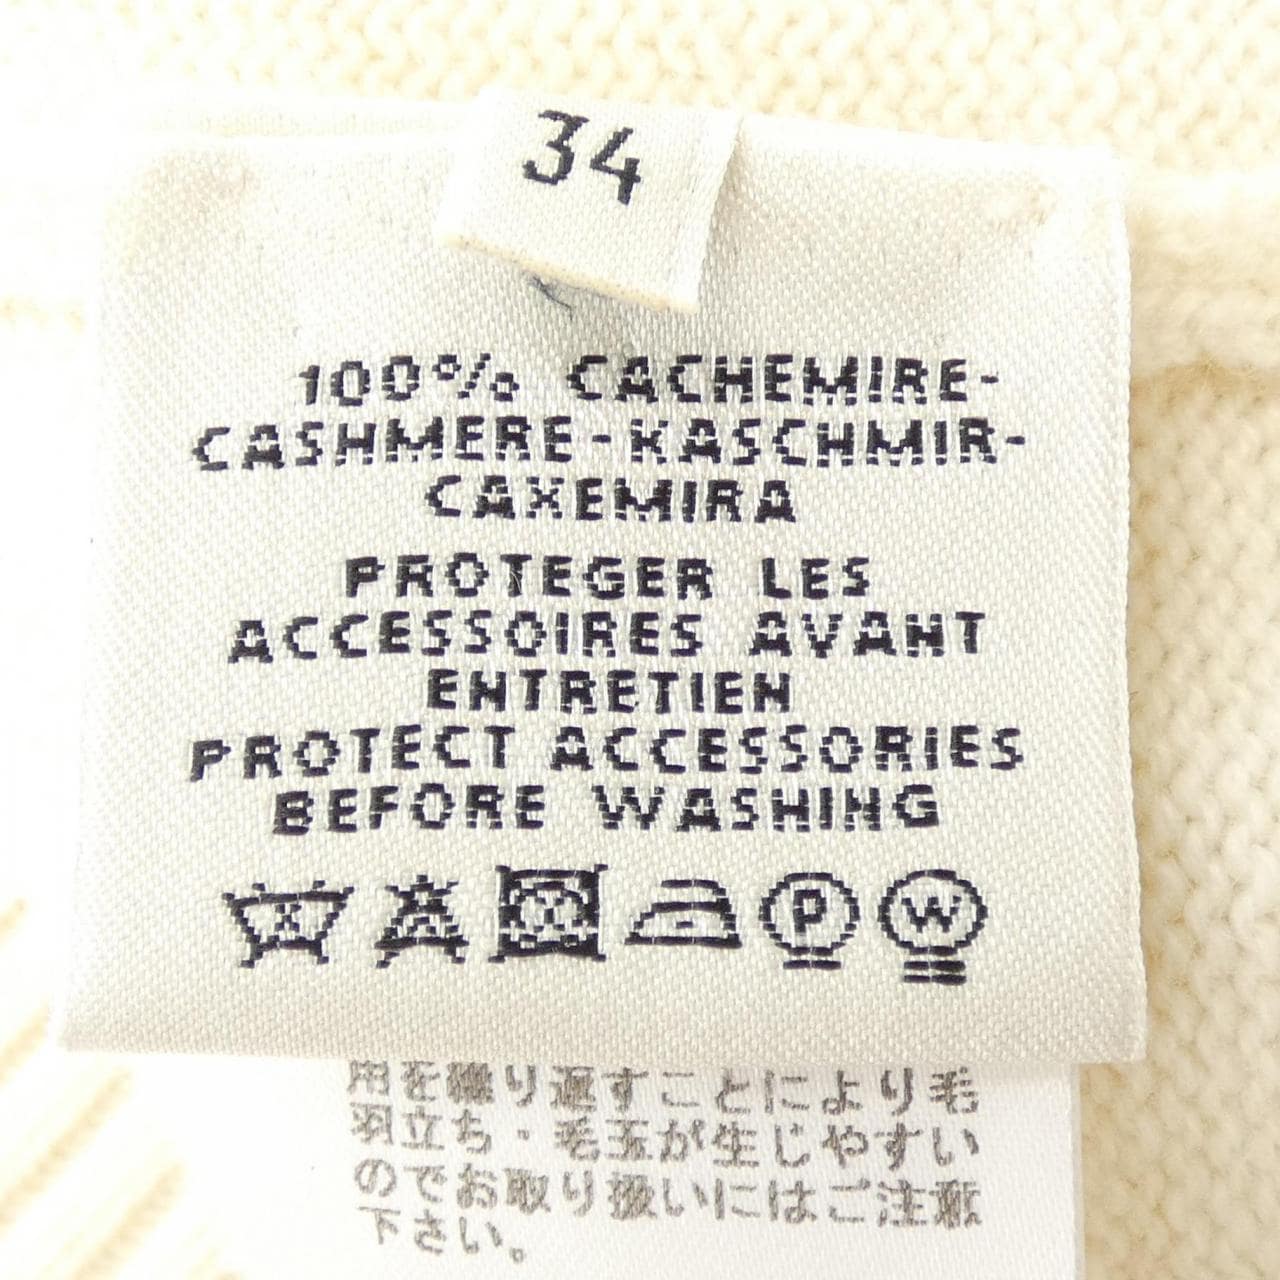 34
100% CACHEMIRE-
CASHMERE-KASCHMIR-
CAXEMIRA
PROTEGER LES
ACCESSOIRES AVANT
ENTRETIEN
PROTECT ACCESSORIES
BEFORE WASHING
P W
用を繰り返すことにより毛
羽立ち・毛玉が生じやすい
のでお取り扱いにはご注意
下さい。